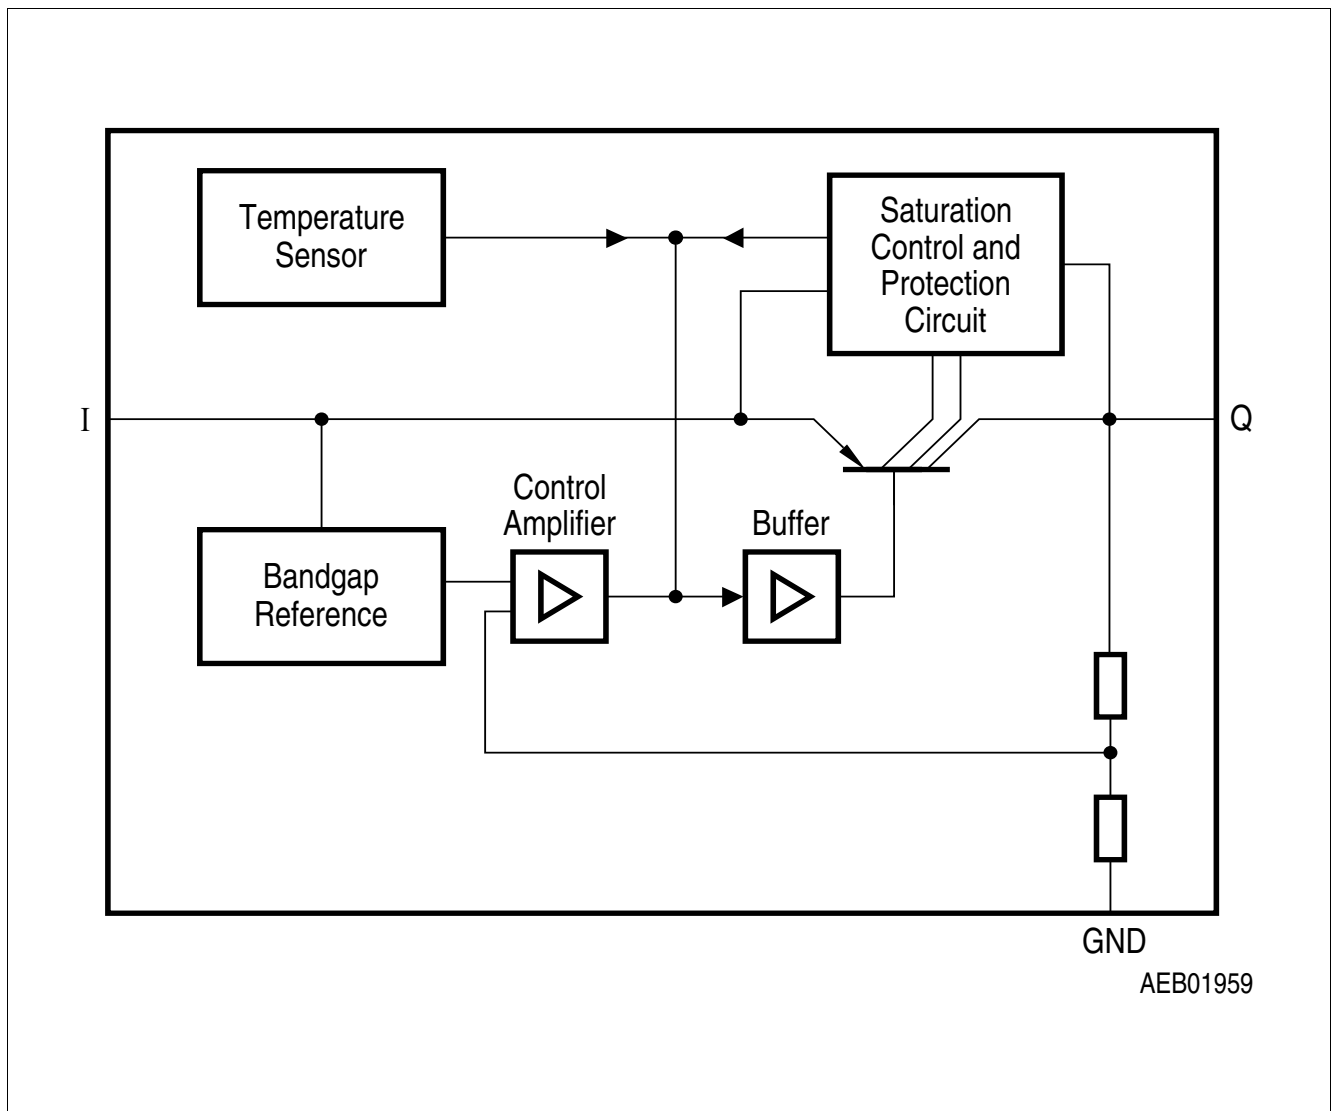 Temperature
Sensor
Saturation
Control and
Protection
Circuit
I
Q
Control
Amplifier
Buffer
Bandgap
Reference
GND
AEB01959